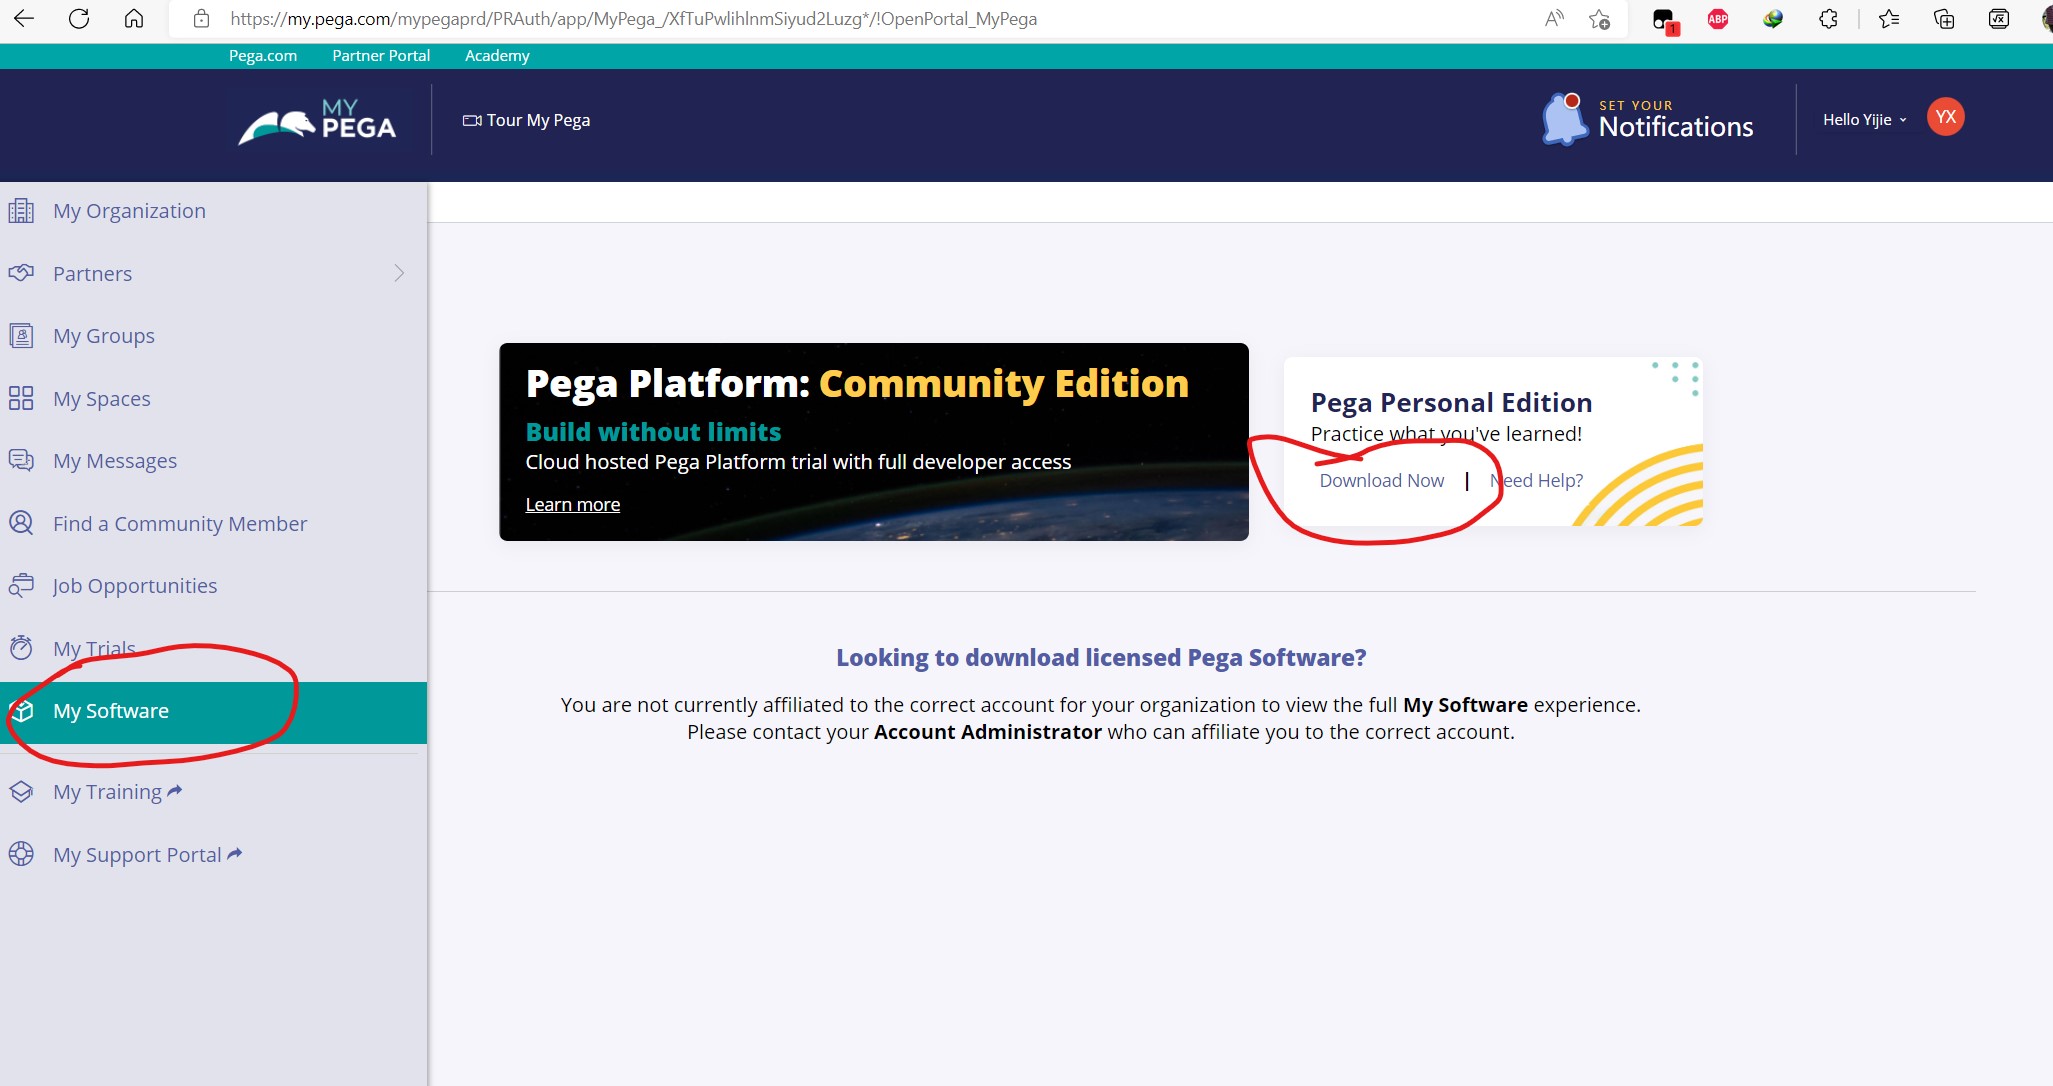 https://my.pega.com/mypegaprd/PRAuth/app/MyPega_/XfTuPwlihlnmSiyud2Luzg*/!OpenPortal_MyPega
1
ABP
Pega.com Partner Portal Academy
MY
PEGA
Tour My Pega
SET YOUR
Notifications
Hello Yijie
YX
My Organization
Partners
My Groups
My Spaces
My Messages
Find a Community Member
Job Opportunities
My Trials
My Software
My Training
My Support Portal
Pega Platform: Community Edition
Build without limits
Cloud hosted Pega Platform trial with full developer access
Learn more
Pega Personal Edition
Practice what you've learned!
Download Now | Need Help?
Looking to download licensed Pega Software?
You are not currently affiliated to the correct account for your organization to view the full My Software experience.
Please contact your Account Administrator who can affiliate you to the correct account.